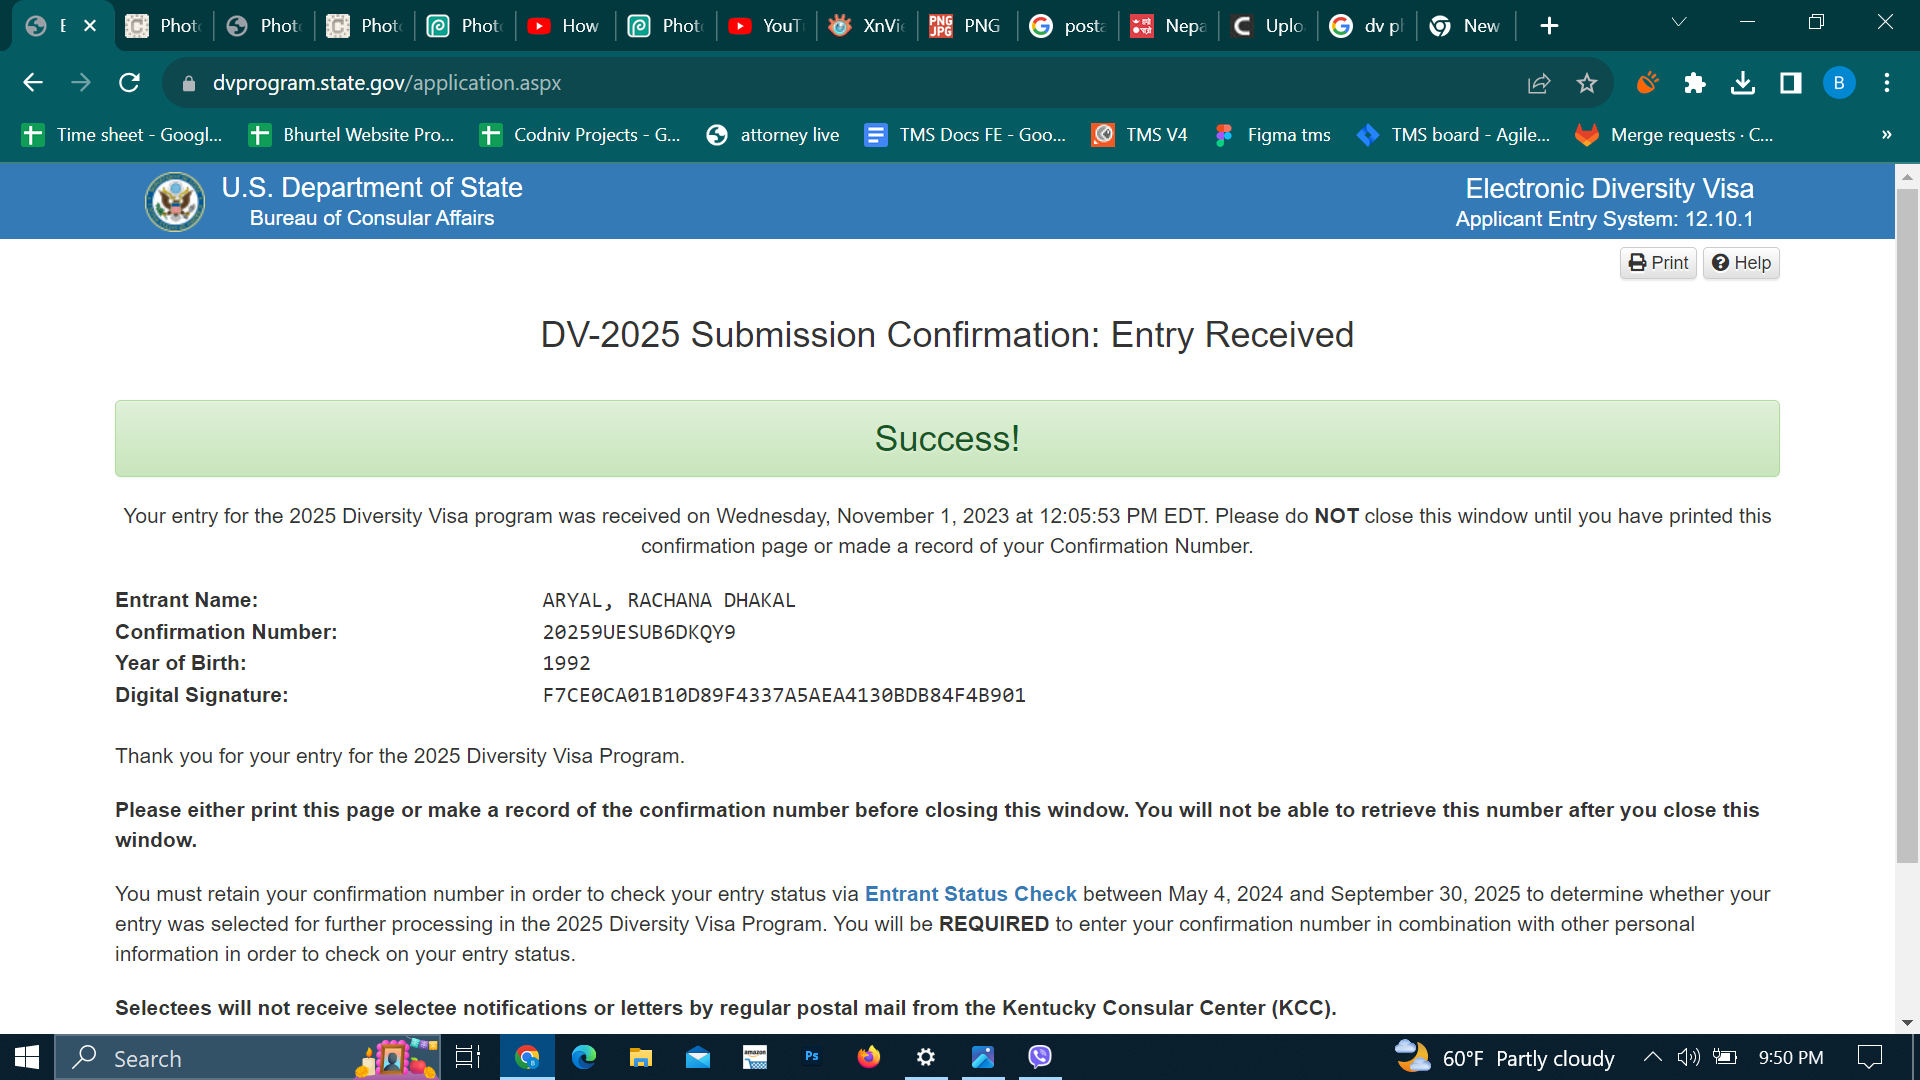 E
Phot
Phot
Phot
Phot
How
Phot
YouT
XnVie
PNG
posta
Nepa
Uplo
dv pl
New
dvprogram.state.gov/application.aspx
B
Time sheet - Googl...
Bhurtel Website Pro...
Codniv Projects - G...
attorney live
TMS Docs FE - Goo...
TMS V4
Figma tms
TMS board - Agile...
Merge requests · C...
»
U.S. Department of State
Bureau of Consular Affairs
Electronic Diversity Visa
Applicant Entry System: 12.10.1
Print
Help
DV-2025 Submission Confirmation: Entry Received
Success!
Your entry for the 2025 Diversity Visa program was received on Wednesday, November 1, 2023 at 12:05:53 PM EDT. Please do NOT close this window until you have printed this
confirmation page or made a record of your Confirmation Number.
Entrant Name: ARYAL, RACHANA DHAKAL
Confirmation Number: 20259UESUB6DKQY9
Year of Birth: 1992
Digital Signature: F7CE0CA01B10D89F4337A5AEA4130BDB84F4B901
Thank you for your entry for the 2025 Diversity Visa Program.
Please either print this page or make a record of the confirmation number before closing this window. You will not be able to retrieve this number after you close this
window.
You must retain your confirmation number in order to check your entry status via Entrant Status Check between May 4, 2024 and September 30, 2025 to determine whether your
entry was selected for further processing in the 2025 Diversity Visa Program. You will be REQUIRED to enter your confirmation number in combination with other personal
information in order to check on your entry status.
Selectees will not receive selectee notifications or letters by regular postal mail from the Kentucky Consular Center (KCC).
Search
amazon
Ps
60°F Partly cloudy
9:50 PM